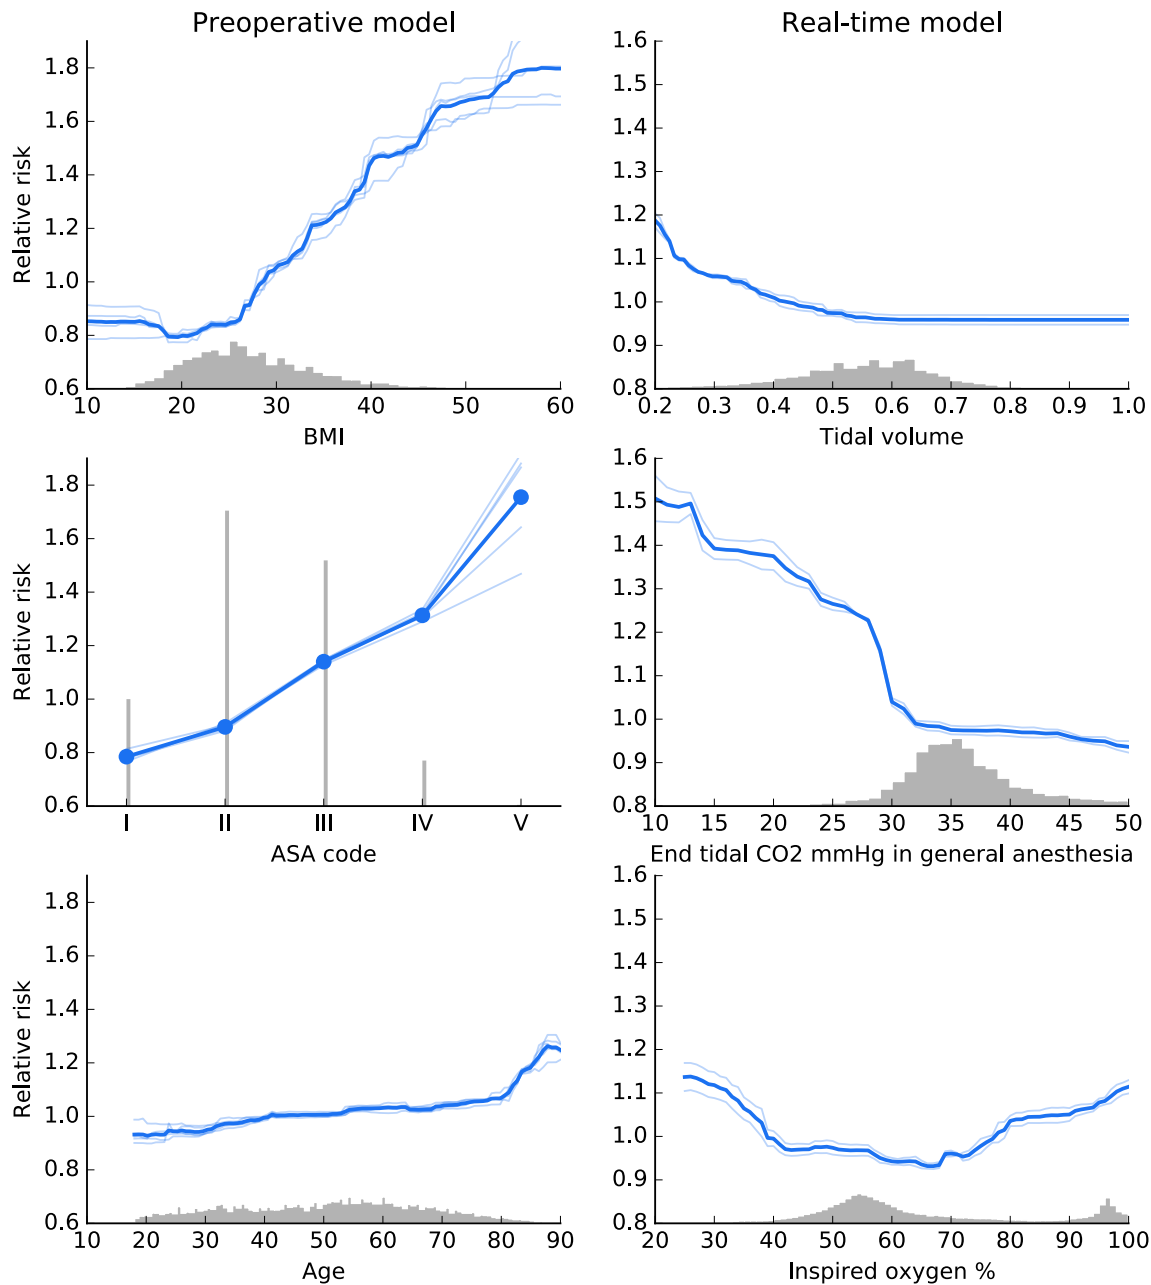 Preoperative model
Real-time model
Relative risk
1.8
1.6
1.4
1.2
1.0
0.8
0.6
10 20 30 40 50 60
BMI
1.6
1.5
1.4
1.3
1.2
1.1
1.0
0.9
0.8
0.2 0.3 0.4 0.5 0.6 0.7 0.8 0.9 1.0
Tidal volume
Relative risk
1.8
1.6
1.4
1.2
1.0
0.8
0.6
I II III IV V
ASA code
1.6
1.5
1.4
1.3
1.2
1.1
1.0
0.9
0.8
10 15 20 25 30 35 40 45 50
End tidal CO2 mmHg in general anesthesia
Relative risk
1.8
1.6
1.4
1.2
1.0
0.8
0.6
10 20 30 40 50 60 70 80 90
Age
1.6
1.5
1.4
1.3
1.2
1.1
1.0
0.9
0.8
20 30 40 50 60 70 80 90 100
Inspired oxygen %